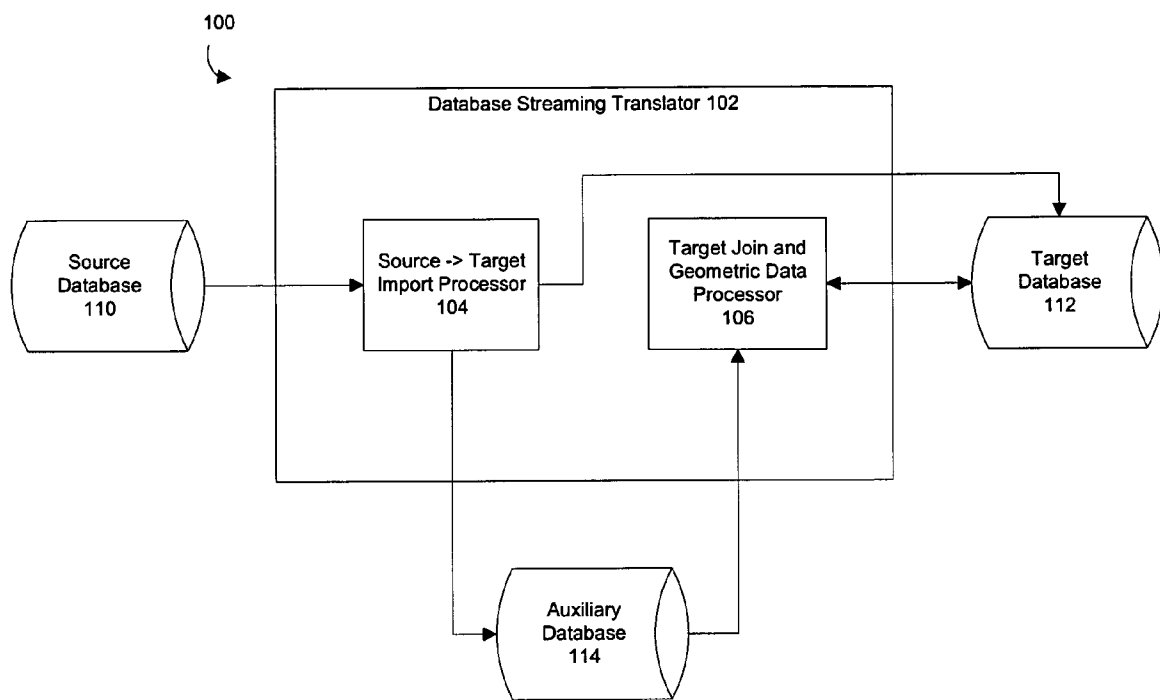 100
Database Streaming Translator 102
Source
Database
110
Source -> Target
Import Processor
104
Target Join and
Geometric Data
Processor
106
Target
Database
112
Auxiliary
Database
114